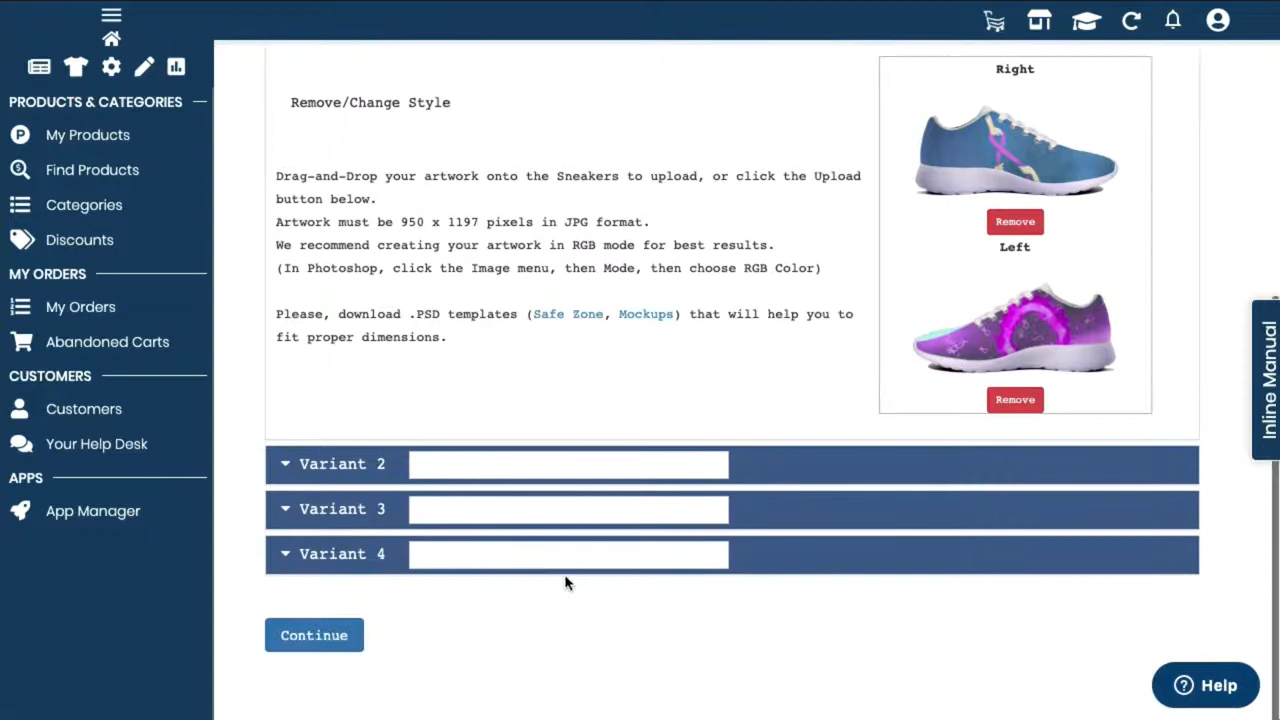 PRODUCTS & CATEGORIES
My Products
Find Products
Categories
Discounts
MY ORDERS
My Orders
Abandoned Carts
CUSTOMERS
Customers
Your Help Desk
APPS
App Manager
Remove/Change Style
Drag-and-Drop your artwork onto the Sneakers to upload, or click the Upload
button below.
Artwork must be 950 x 1197 pixels in JPG format.
We recommend creating your artwork in RGB mode for best results.
(In Photoshop, click the Image menu, then Mode, then choose RGB Color)
Please, download .PSD templates (Safe Zone, Mockups) that will help you to
fit proper dimensions.
Right
Remove
Left
Remove
Variant 2
Variant 3
Variant 4
Continue
Inline Manual
Help